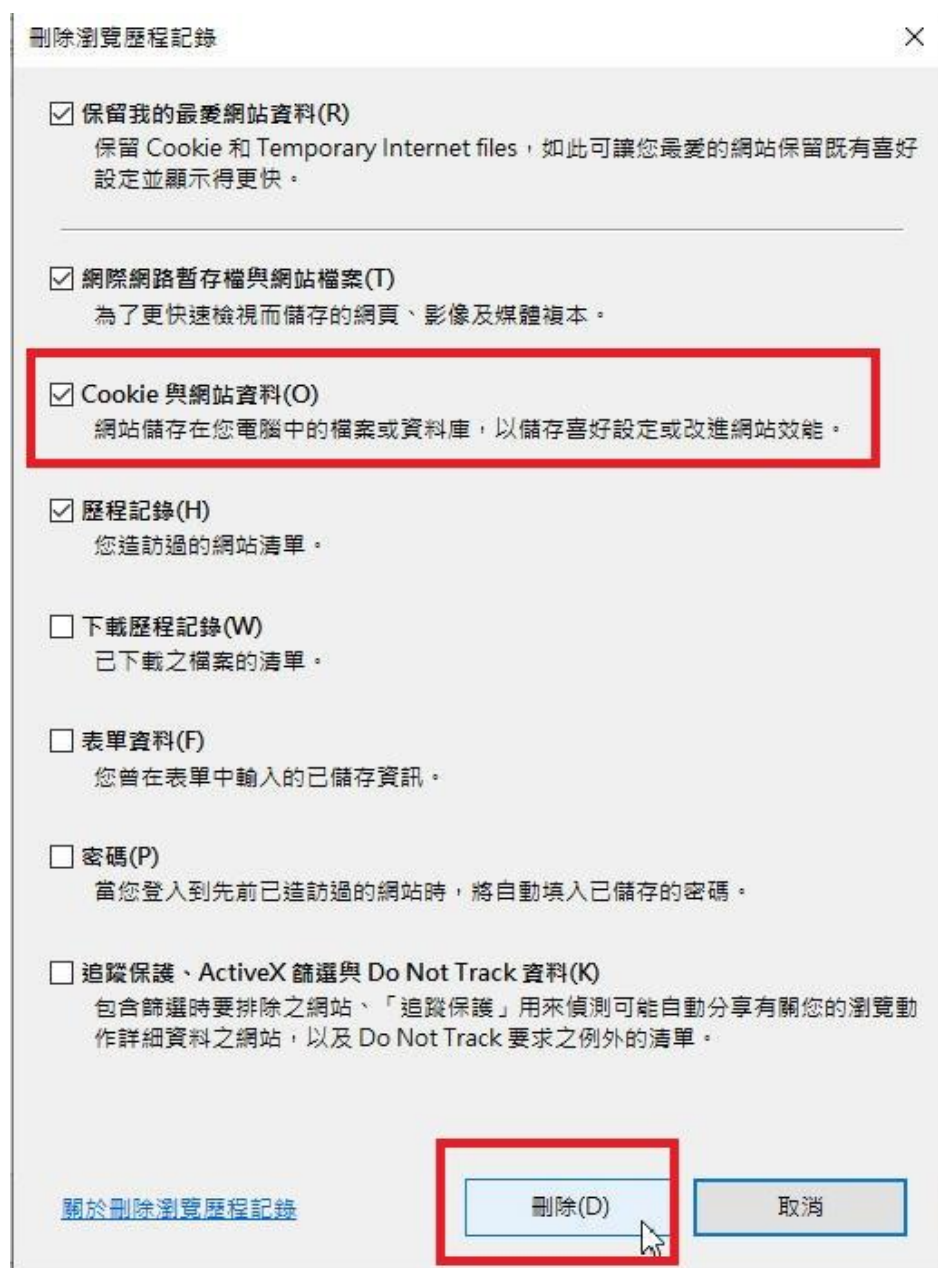 刪除瀏覽歷程記錄
保留我的最愛網站資料(R)
保留 Cookie 和 Temporary Internet files，如此可讓您最愛的網站保留既有喜好
設定並顯示得更快。
網際網路暫存檔與網站檔案(T)
為了更快速檢視而儲存的網頁、影像及媒體複本。
Cookie 與網站資料(O)
網站儲存在您電腦中的檔案或資料庫，以儲存喜好設定或改進網站效能。
歷程記錄(H)
您造訪過的網站清單。
下載歷程記錄(W)
已下載之檔案的清單。
表單資料(F)
您曾在表單中輸入的已儲存資訊。
密碼(P)
當您登入到先前已造訪過的網站時，將自動填入已儲存的密碼。
追蹤保護、ActiveX 篩選與 Do Not Track 資料(K)
包含篩選時要排除之網站、「追蹤保護」用來偵測可能自動分享有關您的瀏覽動
作詳細資料之網站，以及 Do Not Track 要求之例外的清單。
關於刪除瀏覽歷程記錄
刪除(D)
取消